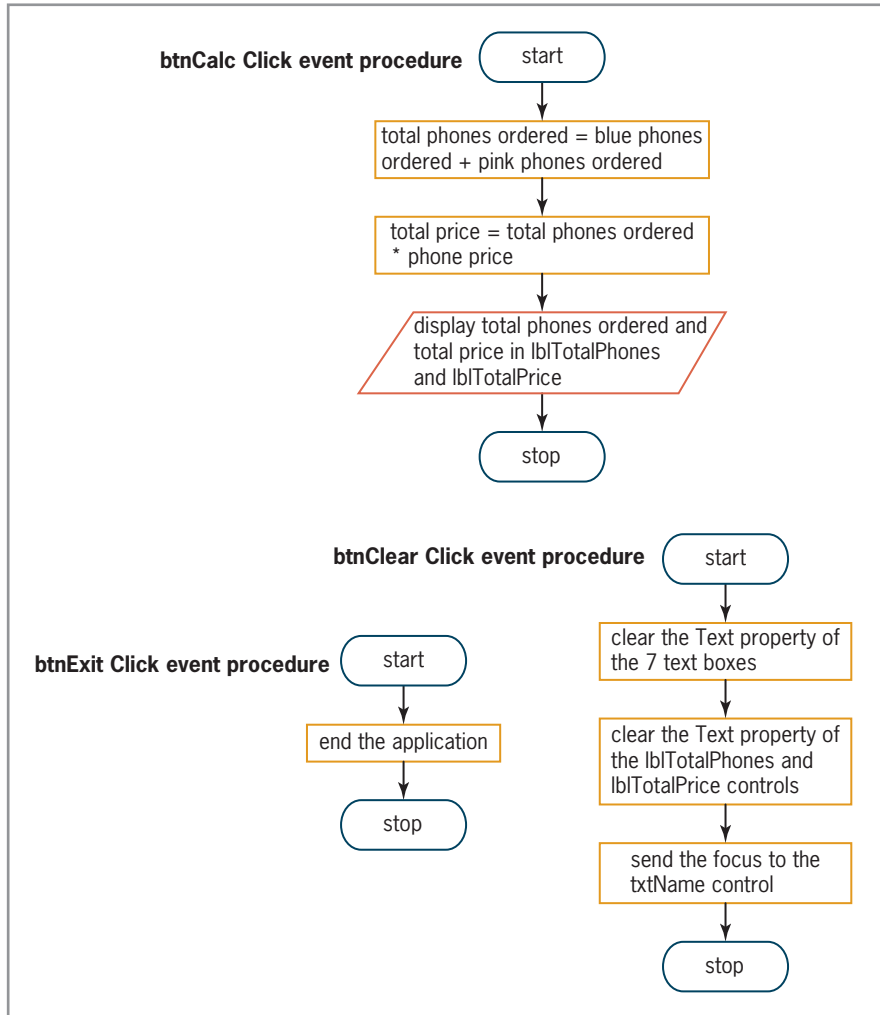 btnCalc Click event procedure
start
total phones ordered = blue phones
ordered + pink phones ordered
total price = total phones ordered
* phone price
display total phones ordered and
total price in lblTotalPhones
and lblTotalPrice
stop
btnExit Click event procedure
start
end the application
stop
btnClear Click event procedure
start
clear the Text property of
the 7 text boxes
clear the Text property of
the lblTotalPhones and
lblTotalPrice controls
send the focus to the
txtName control
stop